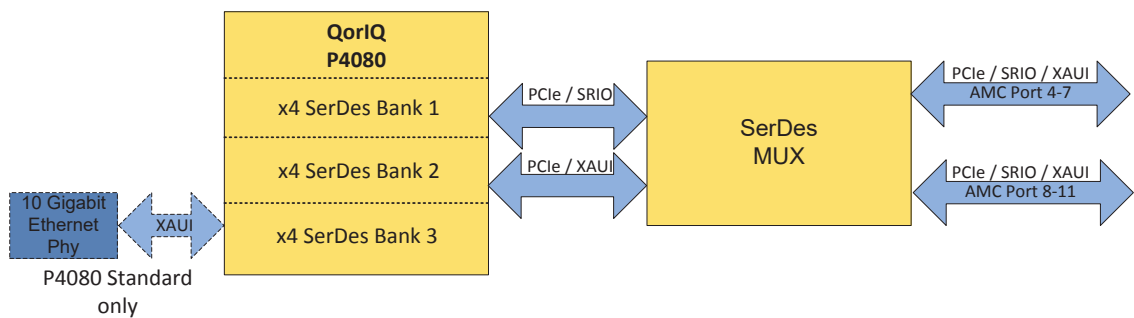 QorIQ
P4080
x4 SerDes Bank 1
x4 SerDes Bank 2
x4 SerDes Bank 3
10 Gigabit
Ethernet
Phy
XAUI
P4080 Standard
only
PCIe / SRIO
PCIe / XAUI
SerDes
MUX
PCIe / SRIO / XAUI
AMC Port 4-7
PCIe / SRIO / XAUI
AMC Port 8-11